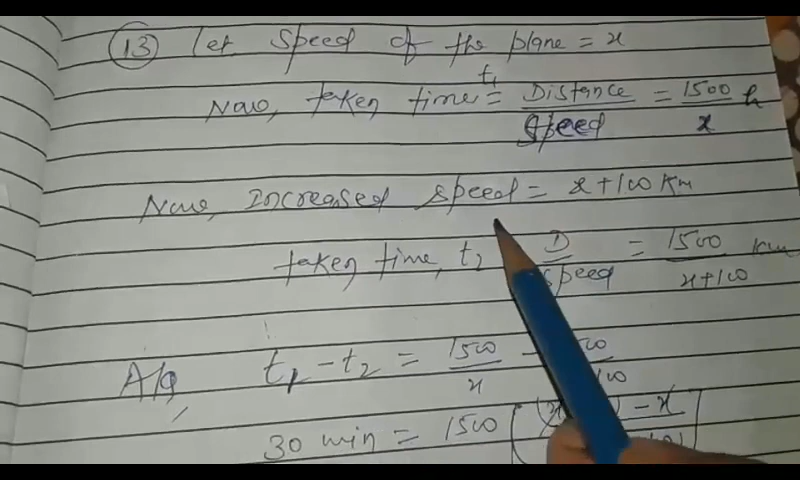 (13) Let Speed of the plane = x
Now, taken time t1 = Distance / Speed = 1500 / x h
Now, Increased speed = x+100 Km
taken time, t2 D / Speed = 1500 / x+100 Km
A/q t1 - t2 = 1500 / x -
30 min = 1500 - x